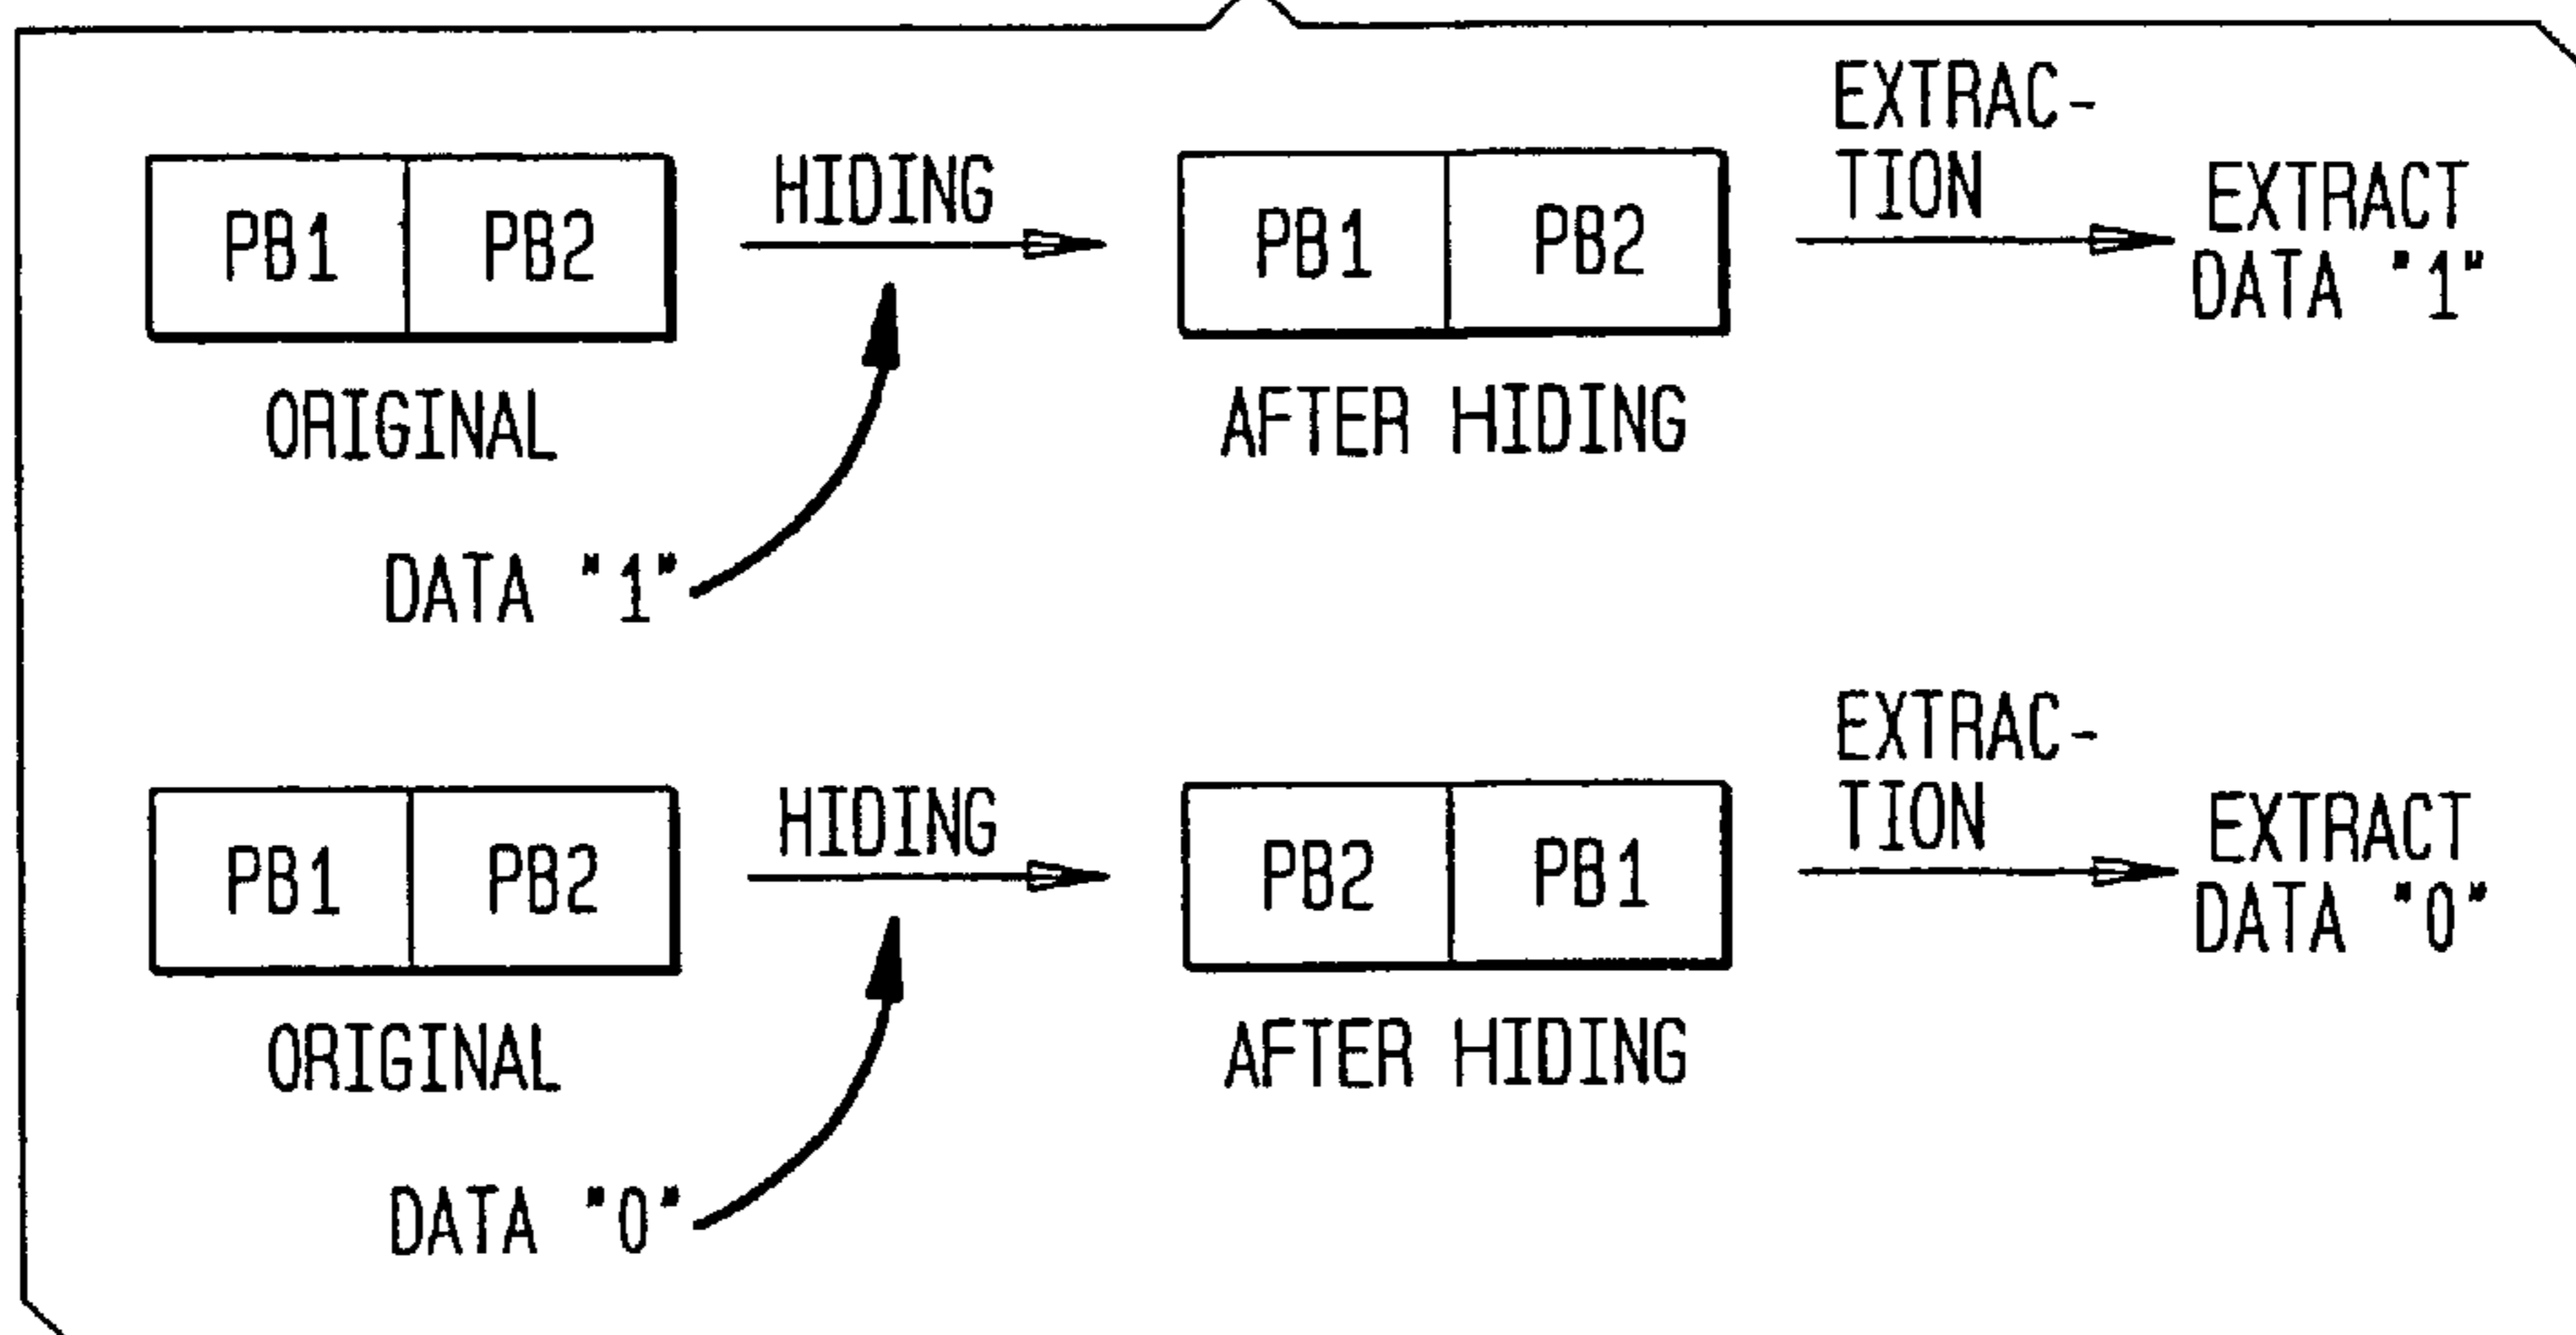 PB1 PB2
HIDING
PB1 PB2
EXTRAC-
TION
EXTRACT
DATA "1"
ORIGINAL
AFTER HIDING
DATA "1"
PB1 PB2
HIDING
PB2 PB1
EXTRAC-
TION
EXTRACT
DATA "0"
ORIGINAL
AFTER HIDING
DATA "0"